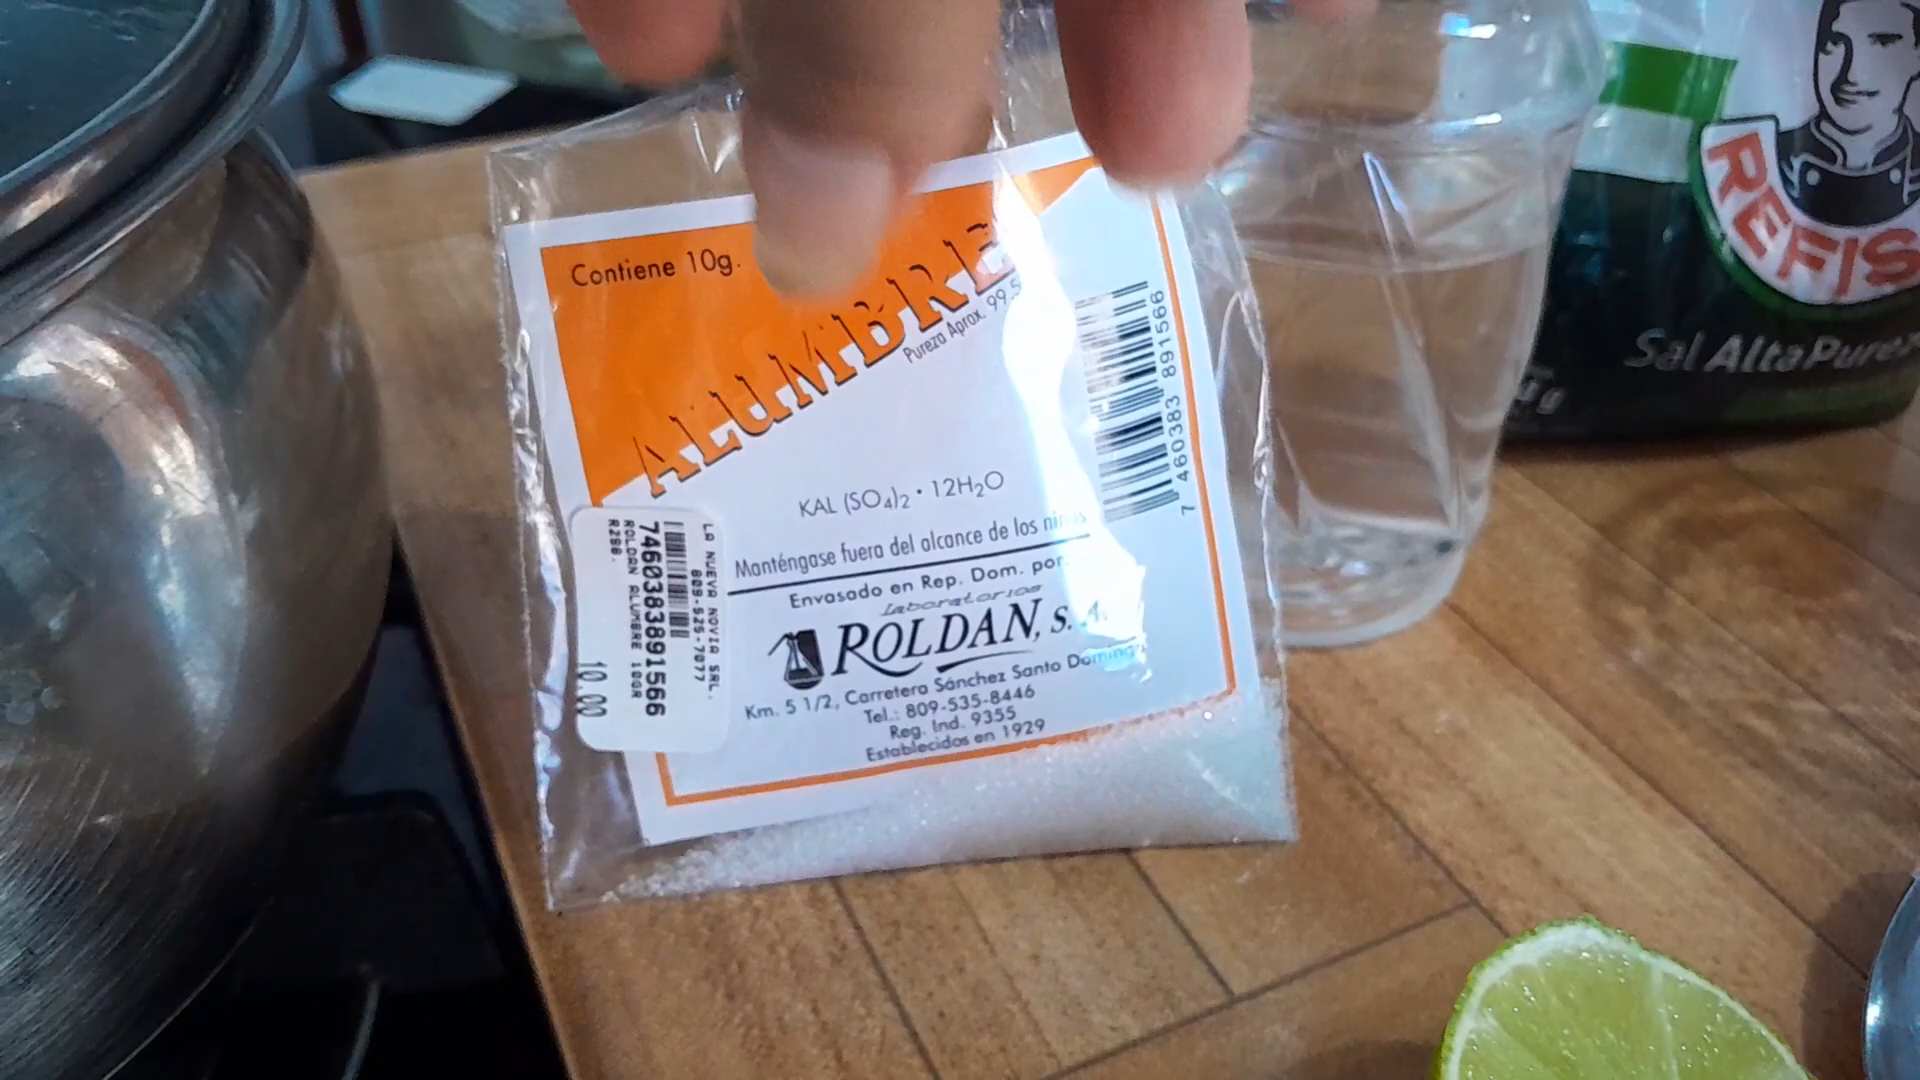 Contiene 10g.
ALUMBRE
Pureza Aprox. 99.5
KAL (SO4)2 • 12H2O
Manténgase fuera del alcance de los niños
Envasado en Rep. Dom. por:
Laboratorios
ROLDAN, S. A.
Km. 5 1/2, Carretera Sánchez Santo Domingo
Tel.: 809-535-8446
Reg. Ind. 9355
Establecidos en 1929
7 460383 891566
LA NUEVA NOVIA SRL.
809-525-7077
7460383891566
ROLDAN ALUMBRE 10GR
R298.
10.00
REFIS
Sal Alta Purez